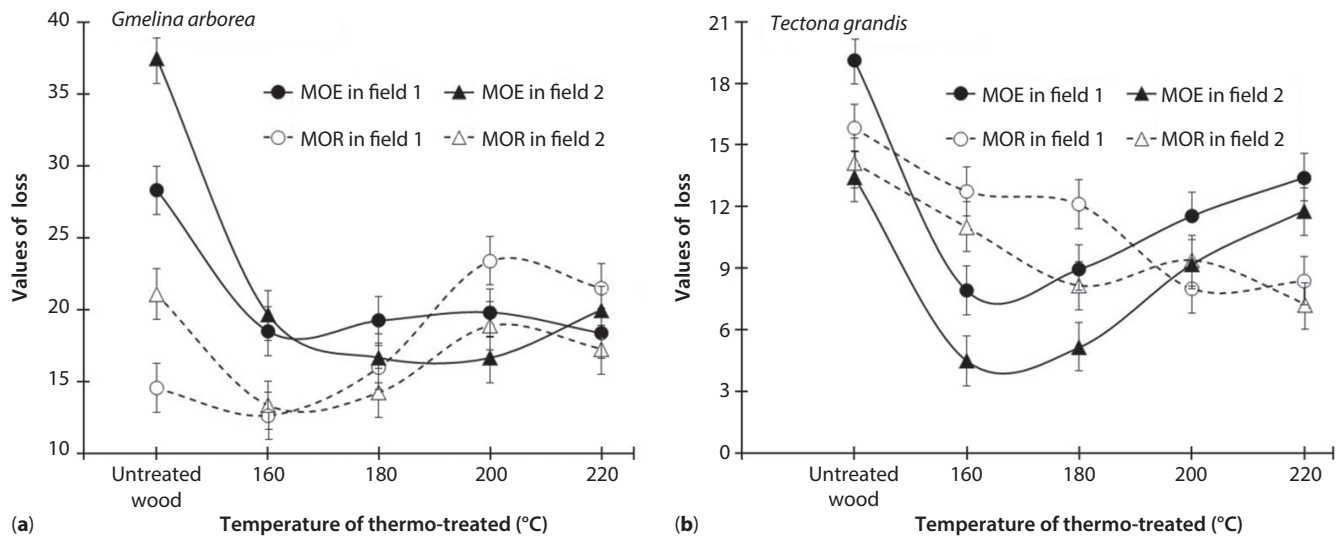 Gmelina arborea
MOE in field 1
MOE in field 2
MOR in field 1
MOR in field 2
Values of loss
40
35
30
25
20
15
10
Untreated
wood
160
180
200
220
(a)
Temperature of thermo-treated (°C)
Tectona grandis
MOE in field 1
MOE in field 2
MOR in field 1
MOR in field 2
Values of loss
21
18
15
12
9
6
3
0
Untreated
wood
160
180
200
220
(b)
Temperature of thermo-treated (°C)